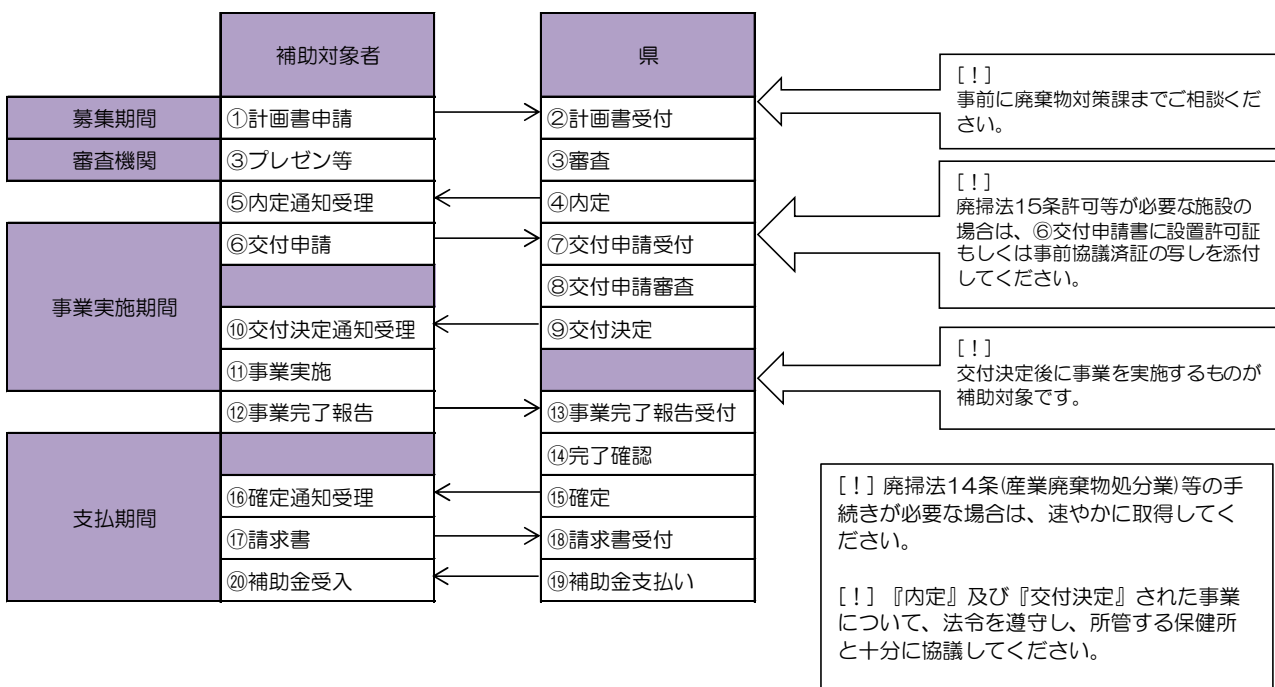 補助対象者
県
募集期間
①計画書申請
②計画書受付
審査機関
③プレゼン等
③審査
⑤内定通知受理
④内定
事業実施期間
⑥交付申請
⑦交付申請受付
⑧交付申請審査
⑩交付決定通知受理
⑨交付決定
⑪事業実施
⑫事業完了報告
⑬事業完了報告受付
支払期間
⑭完了確認
⑯確定通知受理
⑮確定
⑰請求書
⑱請求書受付
⑳補助金受入
⑲補助金支払い
[！]
事前に廃棄物対策課までご相談くだ
さい。
[！]
廃掃法15条許可等が必要な施設の
場合は、⑥交付申請書に設置許可証
もしくは事前協議済証の写しを添付
してください。
[！]
交付決定後に事業を実施するものが
補助対象です。
[！] 廃掃法14条(産業廃棄物処分業)等の手
続きが必要な場合は、速やかに取得してく
ださい。
[！] 『内定』及び『交付決定』された事業
について、法令を遵守し、所管する保健所
と十分に協議してください。